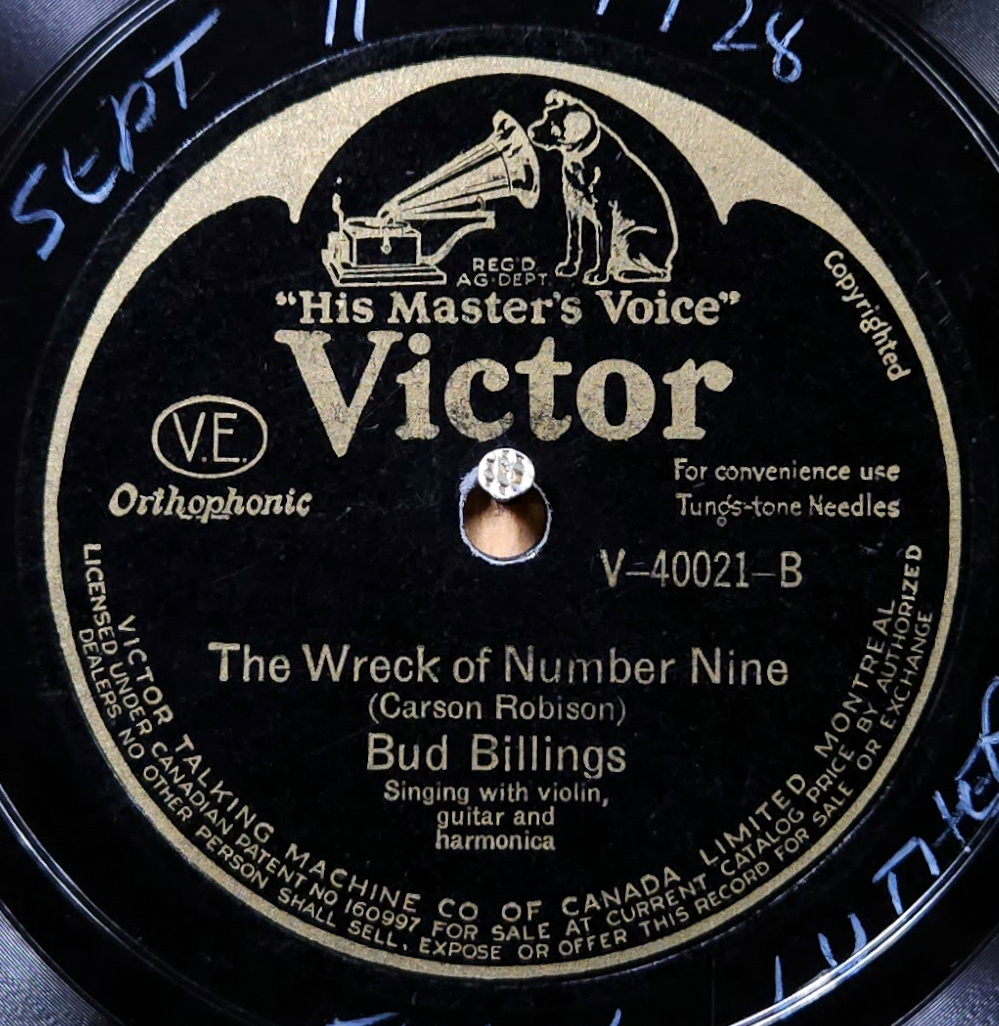 SEPT 11 28
REG'D
AG·DEPT.
"His Master's Voice"
Victor
Copyrighted
V.E.
Orthophonic
For convenience use
Tungs-tone Needles
V-40021-B
The Wreck of Number Nine
(Carson Robison)
Bud Billings
Singing with violin,
guitar and
harmonica
VICTOR TALKING MACHINE CO OF CANADA LIMITED MONTREAL
LICENSED UNDER CANADIAN PATENT NO 160997 FOR SALE AT CURRENT CATALOG PRICE BY AUTHORIZED
DEALERS. NO OTHER PERSON SHALL SELL, EXPOSE OR OFFER THIS RECORD FOR SALE OR EXCHANGE